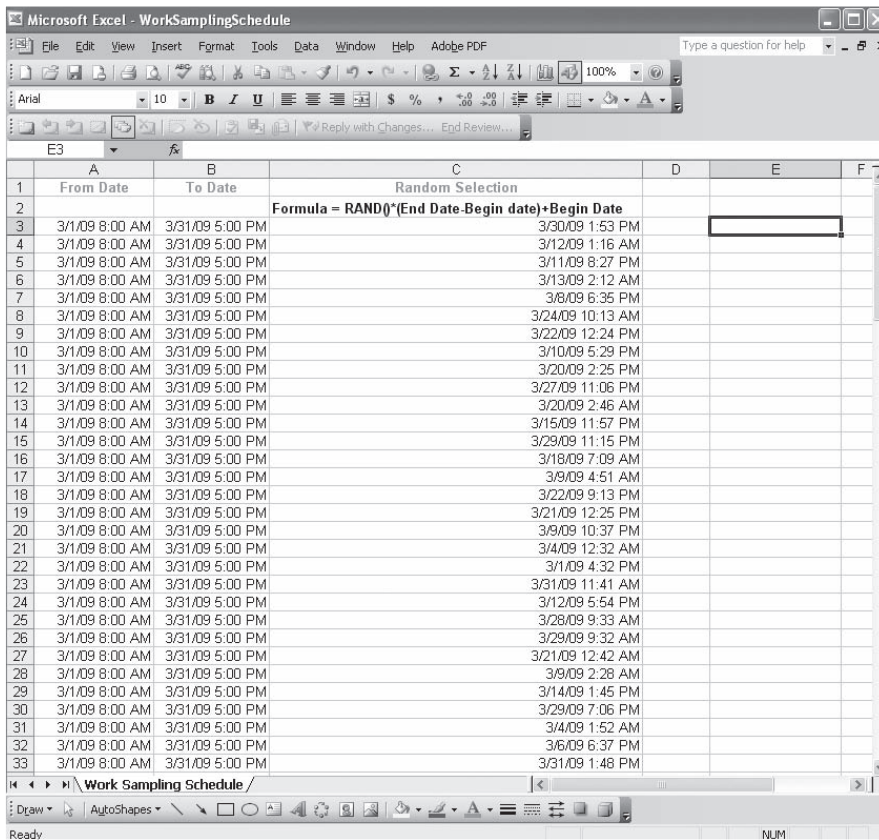 Microsoft Excel - WorkSamplingSchedule
File Edit View Insert Format Tools Data Window Help Adobe PDF Type a question for help
100%
Arial 10 B I U $ % ,
Reply with Changes... End Review...
E3 fx
A B C D E F
1 From Date To Date Random Selection
2 Formula = RAND()*(End Date-Begin date)+Begin Date
3 3/1/09 8:00 AM 3/31/09 5:00 PM 3/30/09 1:53 PM
4 3/1/09 8:00 AM 3/31/09 5:00 PM 3/12/09 1:16 AM
5 3/1/09 8:00 AM 3/31/09 5:00 PM 3/11/09 8:27 PM
6 3/1/09 8:00 AM 3/31/09 5:00 PM 3/13/09 2:12 AM
7 3/1/09 8:00 AM 3/31/09 5:00 PM 3/8/09 6:35 PM
8 3/1/09 8:00 AM 3/31/09 5:00 PM 3/24/09 10:13 AM
9 3/1/09 8:00 AM 3/31/09 5:00 PM 3/22/09 12:24 PM
10 3/1/09 8:00 AM 3/31/09 5:00 PM 3/10/09 5:29 PM
11 3/1/09 8:00 AM 3/31/09 5:00 PM 3/20/09 2:25 PM
12 3/1/09 8:00 AM 3/31/09 5:00 PM 3/27/09 11:06 PM
13 3/1/09 8:00 AM 3/31/09 5:00 PM 3/20/09 2:46 AM
14 3/1/09 8:00 AM 3/31/09 5:00 PM 3/15/09 11:57 PM
15 3/1/09 8:00 AM 3/31/09 5:00 PM 3/29/09 11:15 PM
16 3/1/09 8:00 AM 3/31/09 5:00 PM 3/18/09 7:09 AM
17 3/1/09 8:00 AM 3/31/09 5:00 PM 3/9/09 4:51 AM
18 3/1/09 8:00 AM 3/31/09 5:00 PM 3/22/09 9:13 PM
19 3/1/09 8:00 AM 3/31/09 5:00 PM 3/21/09 12:25 PM
20 3/1/09 8:00 AM 3/31/09 5:00 PM 3/9/09 10:37 PM
21 3/1/09 8:00 AM 3/31/09 5:00 PM 3/4/09 12:32 AM
22 3/1/09 8:00 AM 3/31/09 5:00 PM 3/1/09 4:32 PM
23 3/1/09 8:00 AM 3/31/09 5:00 PM 3/31/09 11:41 AM
24 3/1/09 8:00 AM 3/31/09 5:00 PM 3/12/09 5:54 PM
25 3/1/09 8:00 AM 3/31/09 5:00 PM 3/28/09 9:33 AM
26 3/1/09 8:00 AM 3/31/09 5:00 PM 3/29/09 9:32 AM
27 3/1/09 8:00 AM 3/31/09 5:00 PM 3/21/09 12:42 AM
28 3/1/09 8:00 AM 3/31/09 5:00 PM 3/9/09 2:28 AM
29 3/1/09 8:00 AM 3/31/09 5:00 PM 3/14/09 1:45 PM
30 3/1/09 8:00 AM 3/31/09 5:00 PM 3/29/09 7:06 PM
31 3/1/09 8:00 AM 3/31/09 5:00 PM 3/4/09 1:52 AM
32 3/1/09 8:00 AM 3/31/09 5:00 PM 3/6/09 6:37 PM
33 3/1/09 8:00 AM 3/31/09 5:00 PM 3/31/09 1:48 PM
Work Sampling Schedule
Draw AutoShapes
Ready NUM